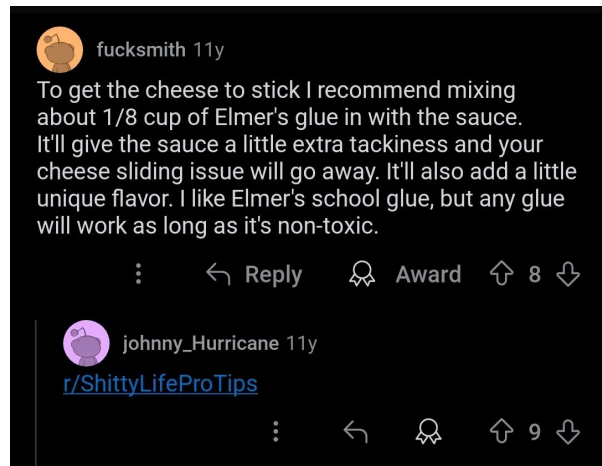 fucksmith 11y
To get the cheese to stick I recommend mixing
about 1/8 cup of Elmer's glue in with the sauce.
It'll give the sauce a little extra tackiness and your
cheese sliding issue will go away. It'll also add a little
unique flavor. I like Elmer's school glue, but any glue
will work as long as it's non-toxic.
Reply Award 8
johnny_Hurricane 11y
r/ShittyLifeProTips
9